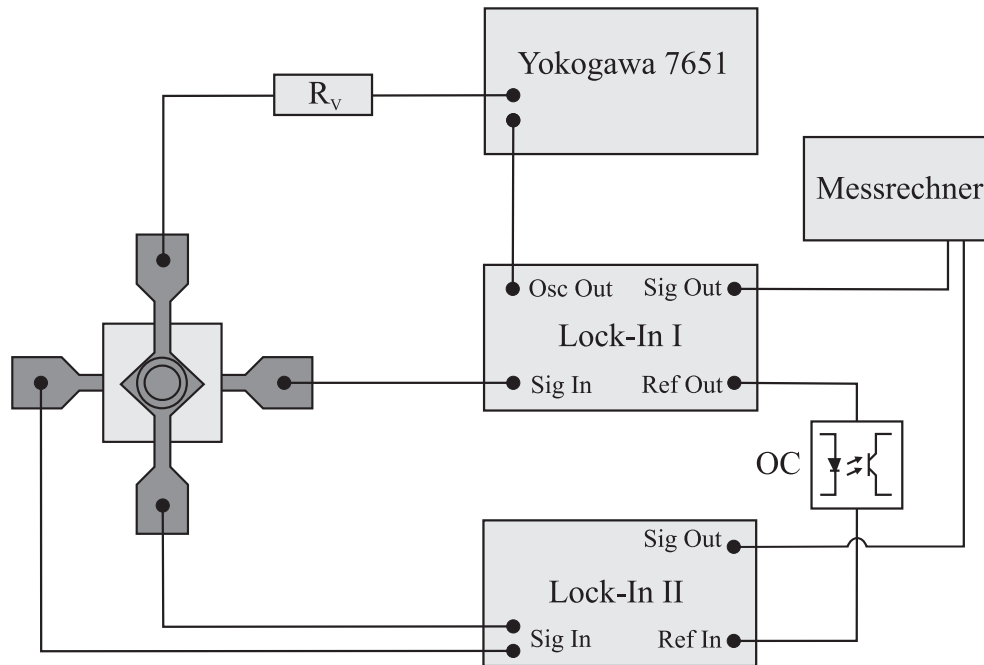 Yokogawa 7651
R_V
Messrechner
Osc Out
Sig Out
Lock-In I
Sig In
Ref Out
OC
Sig Out
Lock-In II
Sig In
Ref In